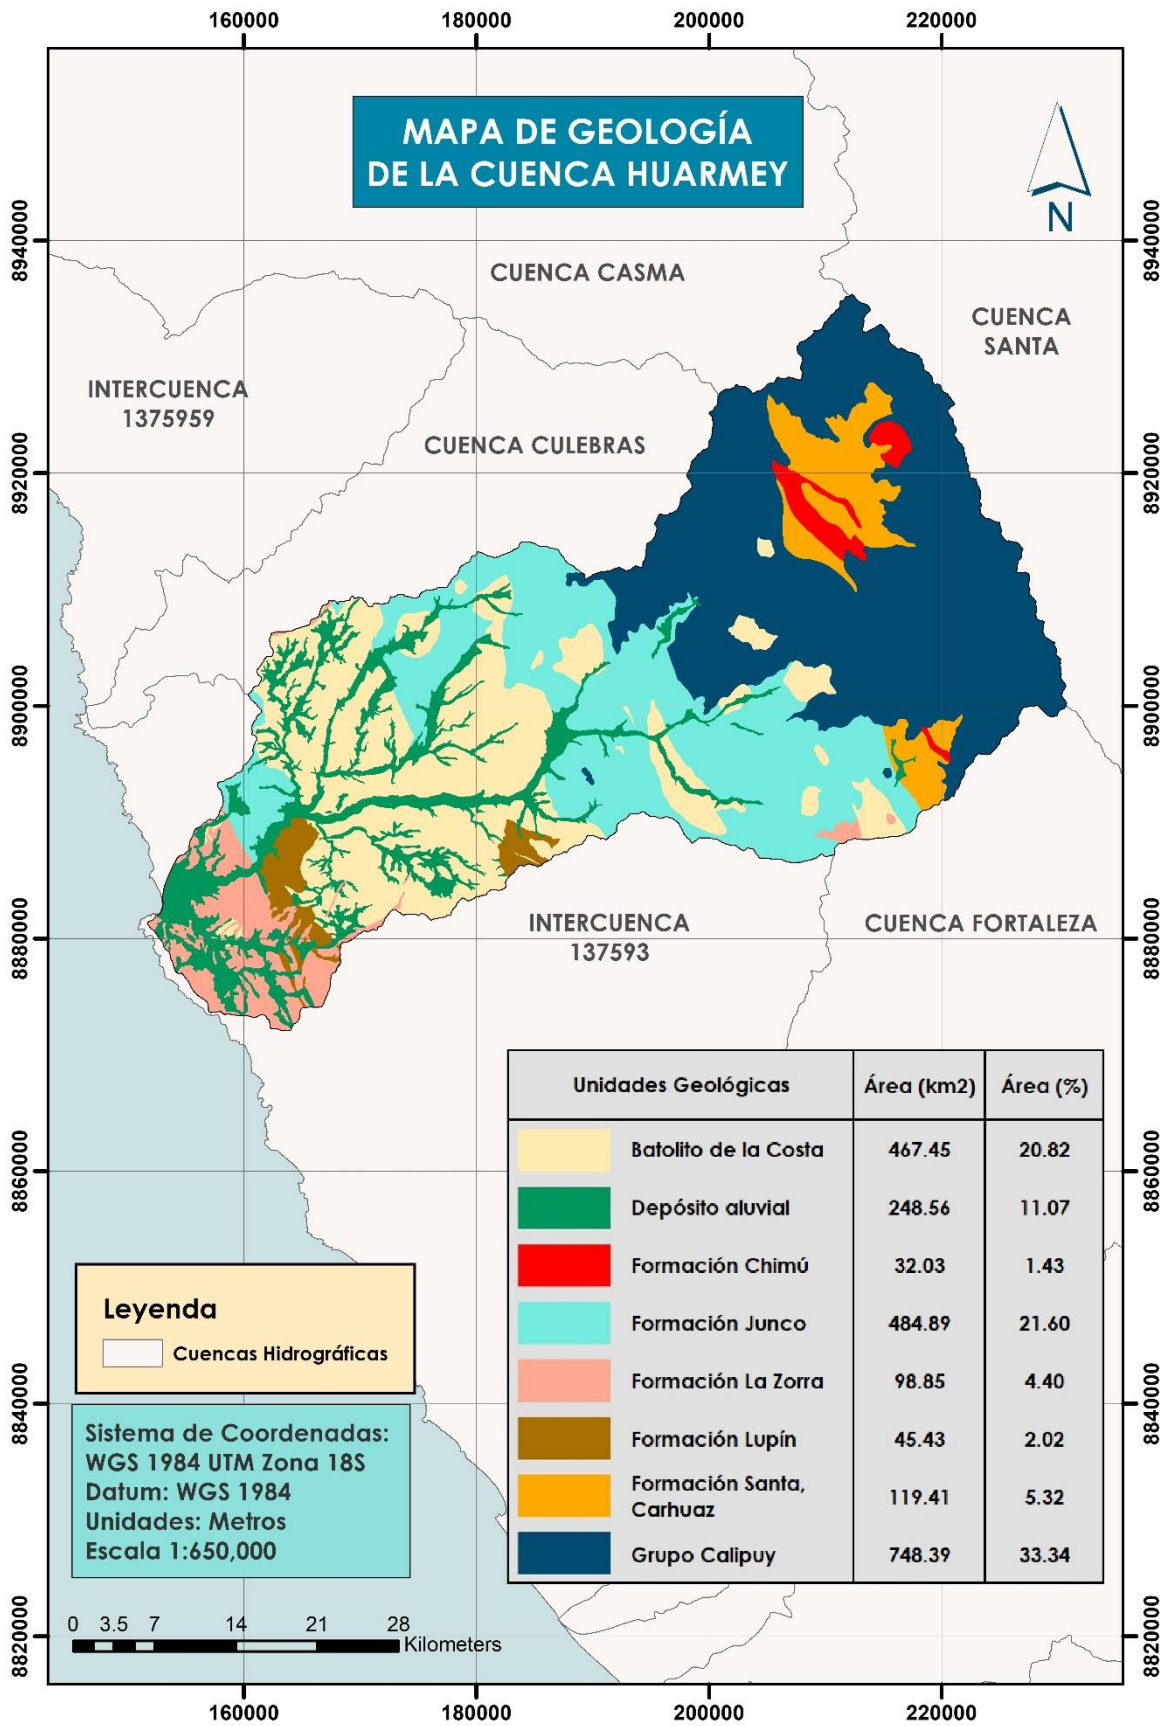 160000 180000 200000 220000
MAPA DE GEOLOGÍA
DE LA CUENCA HUARMEY
N
8940000 8940000
CUENCA CASMA
CUENCA
SANTA
INTERCUENCA
1375959
CUENCA CULEBRAS
8920000 8920000
8900000 8900000
INTERCUENCA
137593
CUENCA FORTALEZA
8880000 8880000
Unidades Geológicas Área (km2) Área (%)
Batolito de la Costa 467.45 20.82
Depósito aluvial 248.56 11.07
Formación Chimú 32.03 1.43
Formación Junco 484.89 21.60
Formación La Zorra 98.85 4.40
Formación Lupín 45.43 2.02
Formación Santa,
Carhuaz 119.41 5.32
Grupo Calipuy 748.39 33.34
8860000 8860000
Leyenda
Cuencas Hidrográficas
8840000 8840000
Sistema de Coordenadas:
WGS 1984 UTM Zona 18S
Datum: WGS 1984
Unidades: Metros
Escala 1:650,000
0 3.5 7 14 21 28
Kilometers
8820000 8820000
160000 180000 200000 220000